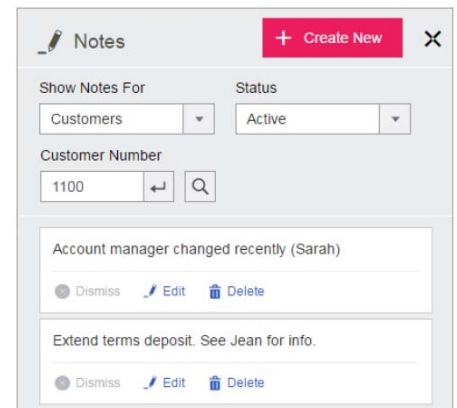 Notes
+ Create New
Show Notes For
Status
Customers
Active
Customer Number
1100
Account manager changed recently (Sarah)
Dismiss Edit Delete
Extend terms deposit. See Jean for info.
Dismiss Edit Delete